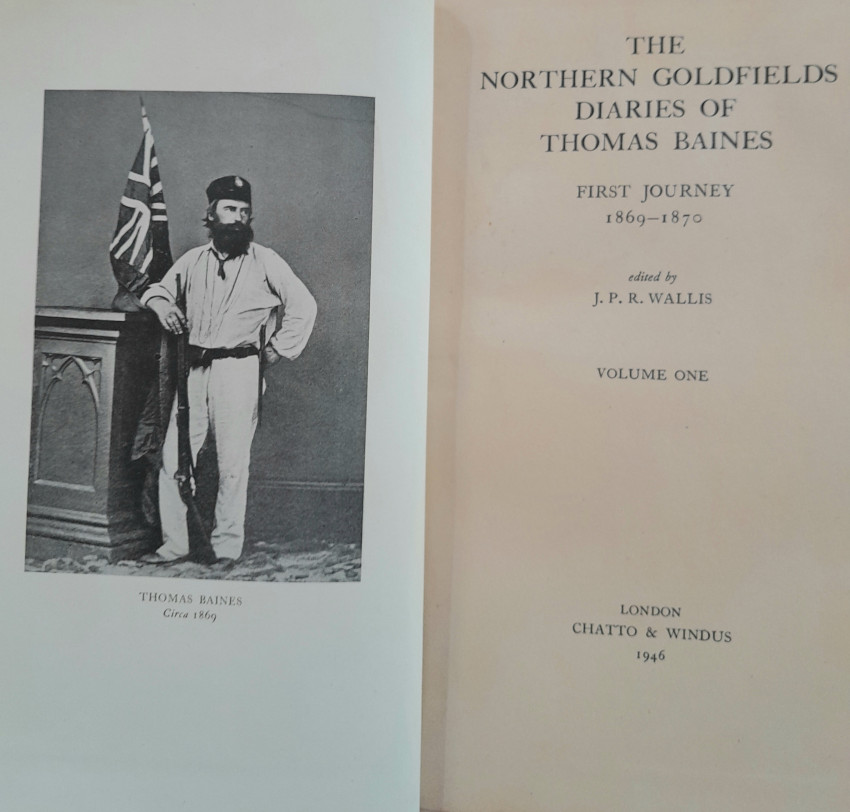 THOMAS BAINES
Circa 1869
THE
NORTHERN GOLDFIELDS
DIARIES OF
THOMAS BAINES
FIRST JOURNEY
1869–1870
edited by
J. P. R. WALLIS
VOLUME ONE
LONDON
CHATTO & WINDUS
1946